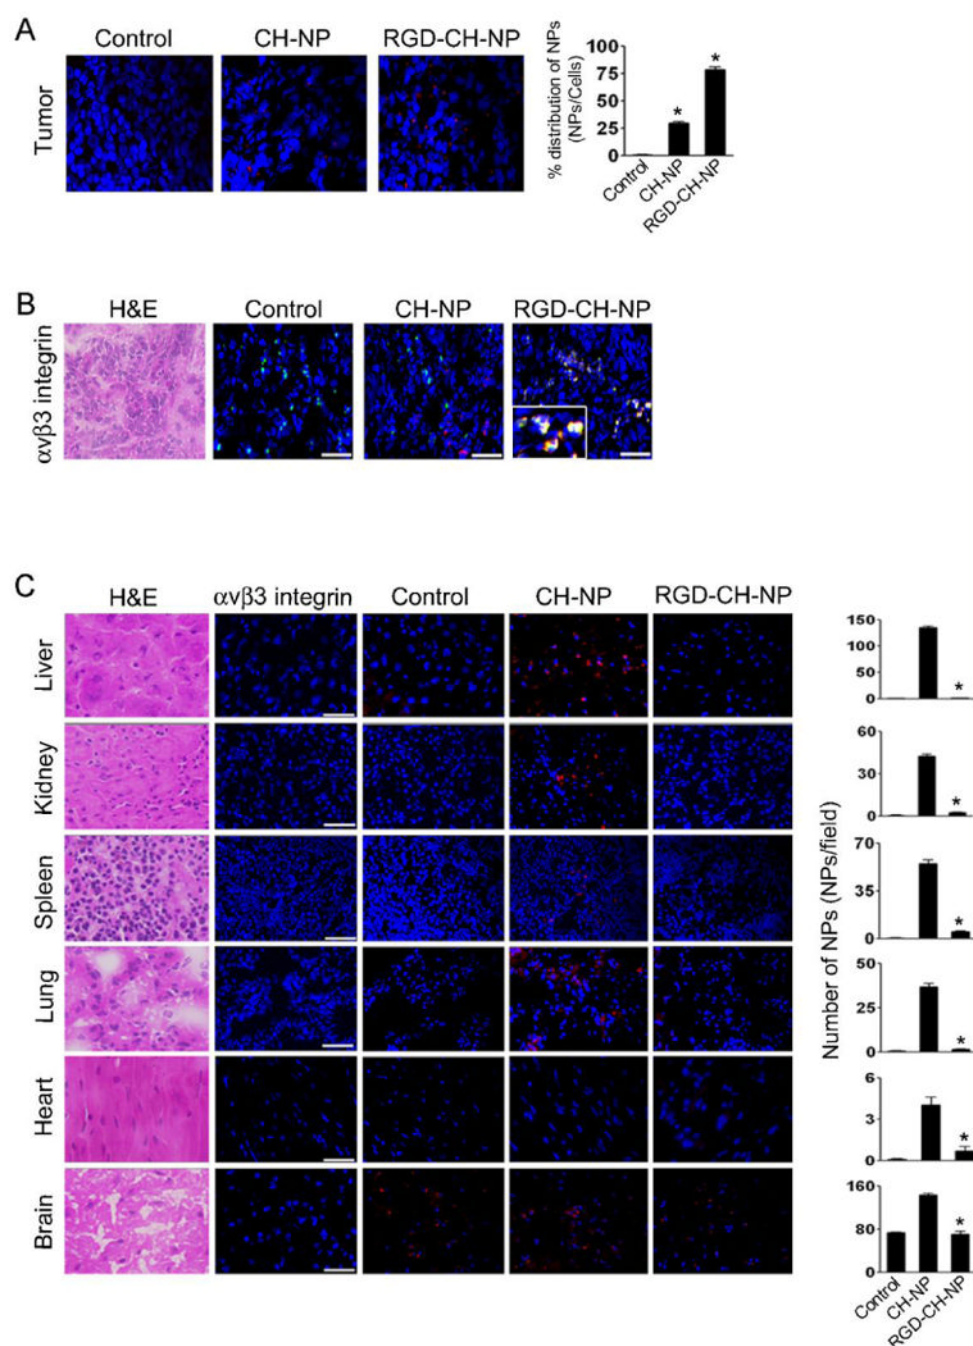 A
Control CH-NP RGD-CH-NP
Tumor
% distribution of NPs
(NPs/Cells)
100
75
50
25
0
*
*
Control
CH-NP
RGD-CH-NP
B
H&E Control CH-NP RGD-CH-NP
αvβ3 integrin
C
H&E αvβ3 integrin Control CH-NP RGD-CH-NP
Liver
Kidney
Spleen
Lung
Heart
Brain
Number of NPs (NPs/field)
150
100
50
0
*
60
30
0
*
70
35
0
*
50
25
0
*
6
3
0
*
160
80
0
*
Control
CH-NP
RGD-CH-NP